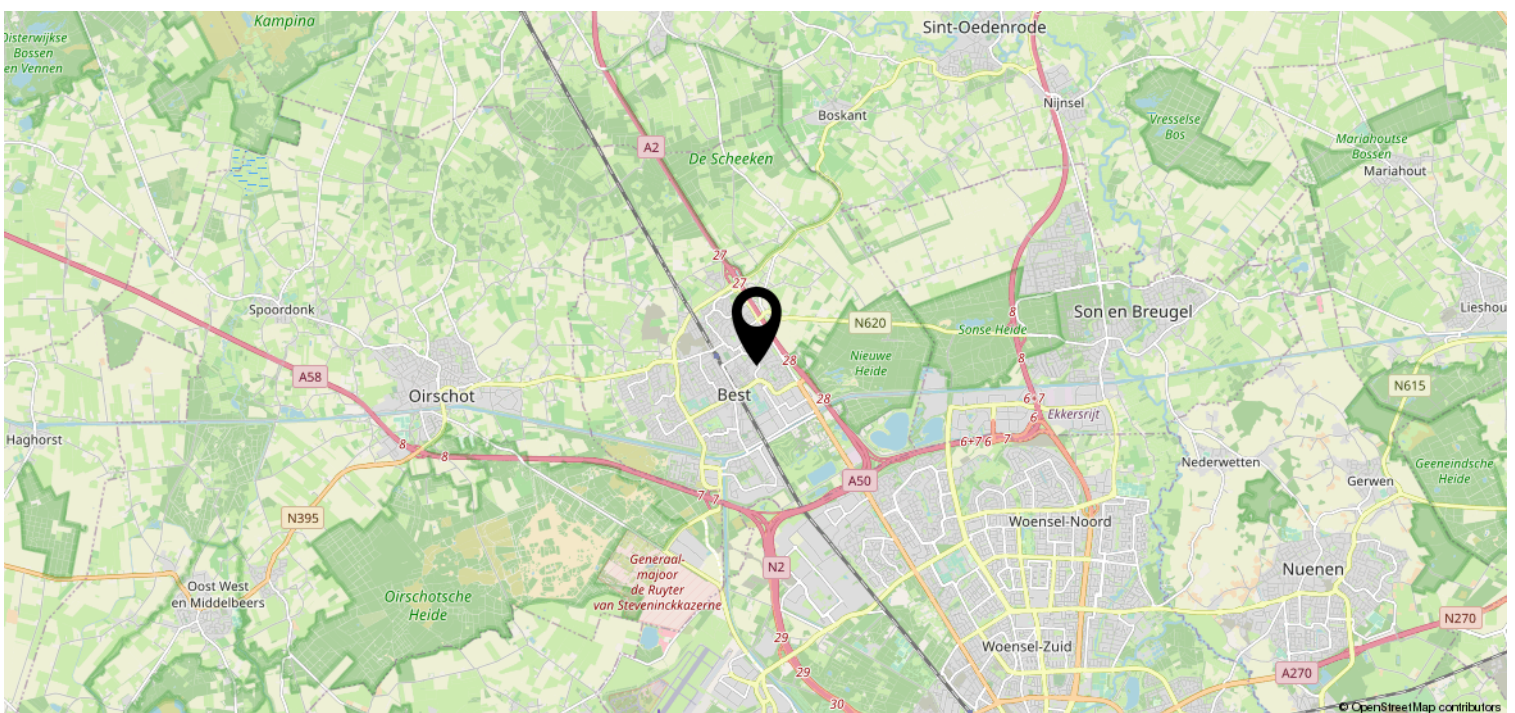 Kampina
Oisterwijkse
Bossen
en Vennen
Sint-Oedenrode
Nijnsel
Boskant
Vresselse
Bos
A2
De Scheeken
Mariahoutse
Bossen
Mariahout
27
27
Spoordonk
8
Son en Breugel
Lieshou
N620
Sonse Heide
28
Nieuwe
Heide
8
A58
N615
Oirschot
Best
28
6+7
6
Ekkersrijt
Haghorst
8
8
6+7
6
7
Nederwetten
Geeneindsche
Heide
Gerwen
A50
7
7
N395
Woensel-Noord
Generaal-
majoor
de Ruyter
van Steveninckkazerne
N2
Nuenen
Oost West
en Middelbeers
Oirschotsche
Heide
N270
29
Woensel-Zuid
29
A270
30
© OpenStreetMap contributors